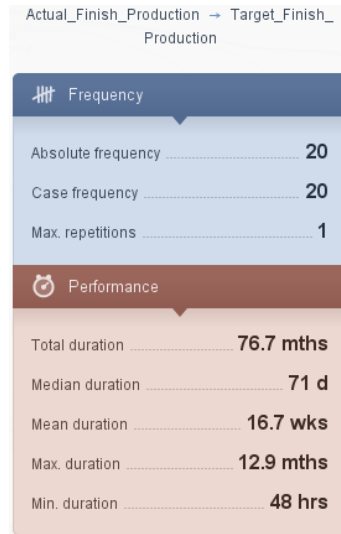 Actual_Finish_Production → Target_Finish_
Production
Frequency
Absolute frequency 20
Case frequency 20
Max. repetitions 1
Performance
Total duration 76.7 mths
Median duration 71 d
Mean duration 16.7 wks
Max. duration 12.9 mths
Min. duration 48 hrs